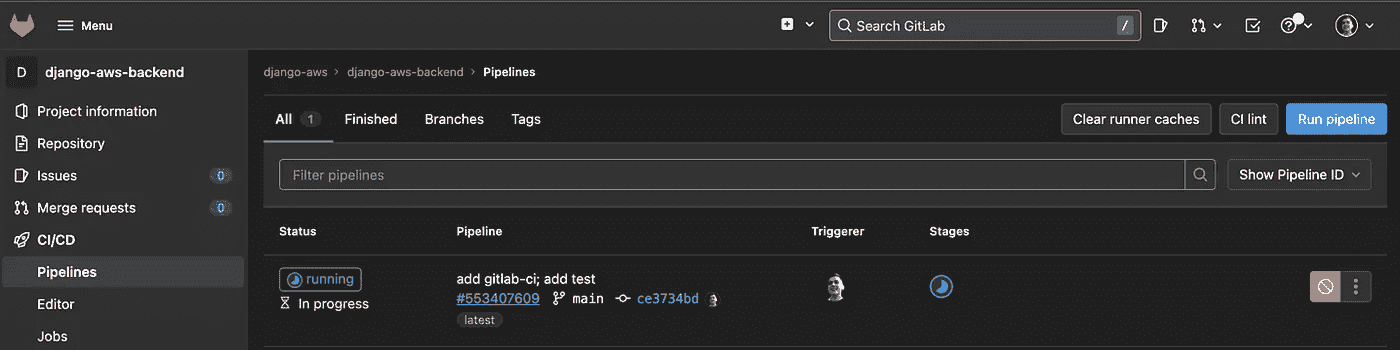 Menu
Search GitLab /
D django-aws-backend
Project information
Repository
Issues 0
Merge requests 0
CI/CD
Pipelines
Editor
Jobs
django-aws > django-aws-backend > Pipelines
All 1 Finished Branches Tags Clear runner caches CI lint Run pipeline
Filter pipelines Show Pipeline ID
Status Pipeline Triggerer Stages
running add gitlab-ci; add test
In progress #553407609 main ce3734bd
latest